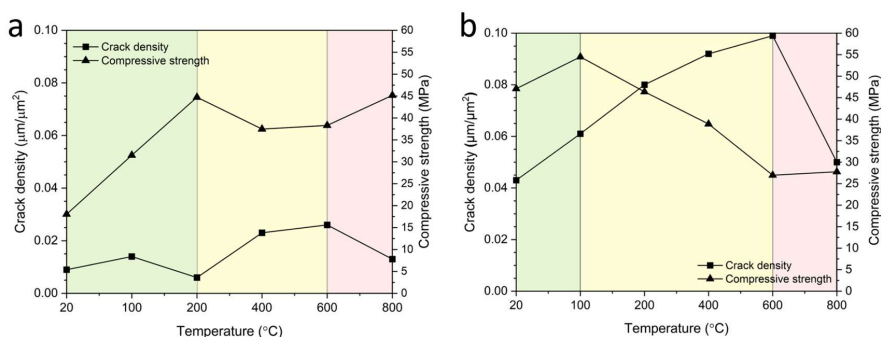 a
Crack density
Compressive strength
0.10
0.08
0.06
0.04
0.02
0.00
Crack density (μm/μm²)
60
55
50
45
40
35
30
25
20
15
10
5
0
Compressive strength (MPa)
20 100 200 400 600 800
Temperature (°C)
b
0.10
0.08
0.06
0.04
0.02
0.00
Crack density (μm/μm²)
60
55
50
45
40
35
30
25
20
15
10
5
0
Compressive strength (MPa)
Crack density
Compressive strength
20 100 200 400 600 800
Temperature (°C)